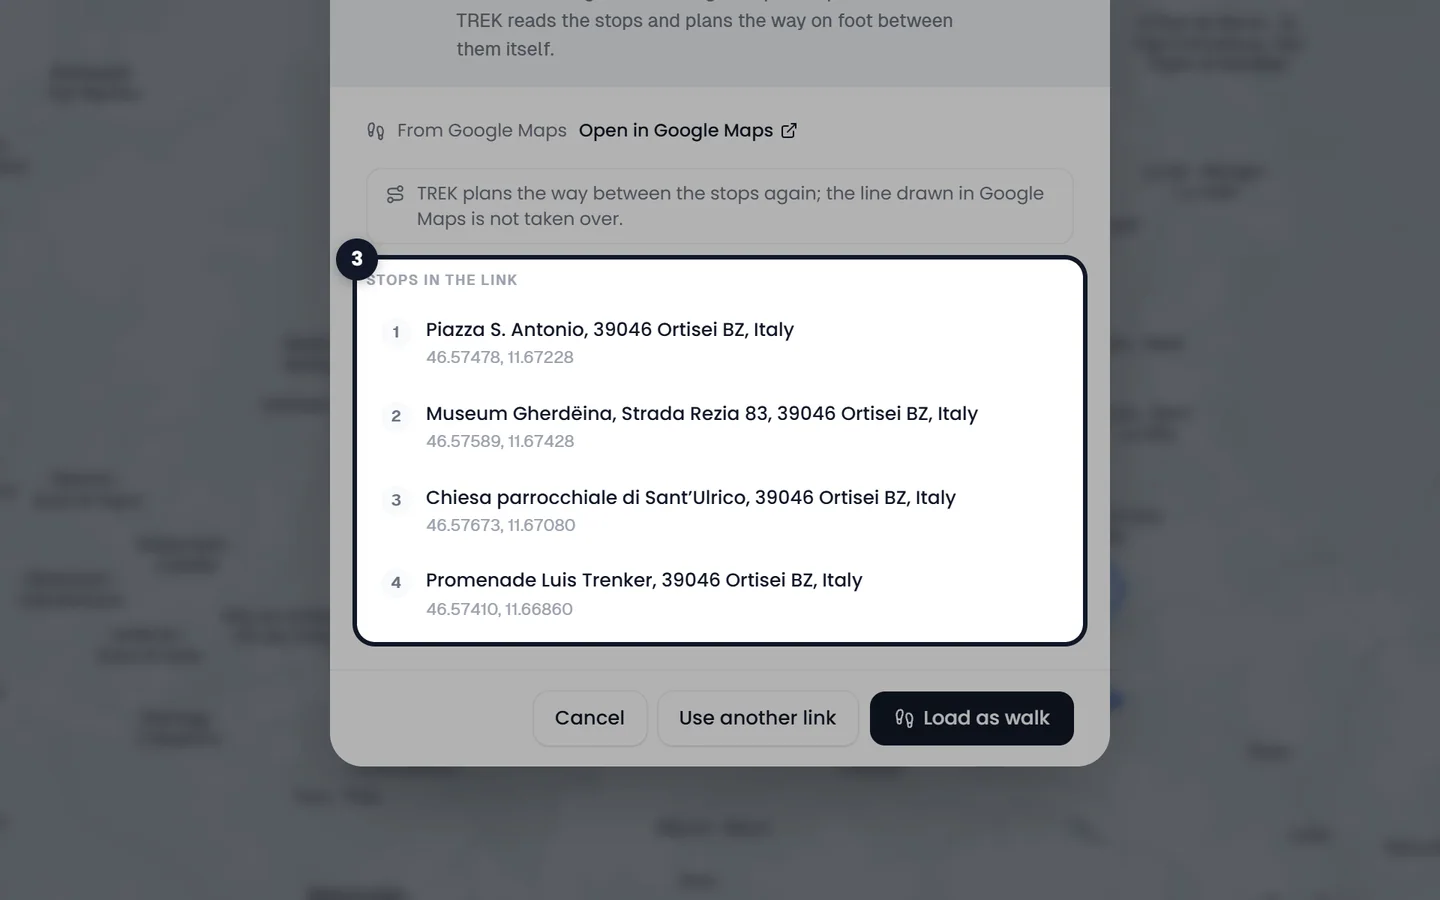 TREK reads the stops and plans the way on foot between
them itself.
From Google Maps Open in Google Maps
TREK plans the way between the stops again; the line drawn in Google
Maps is not taken over.
3
STOPS IN THE LINK
1 Piazza S. Antonio, 39046 Ortisei BZ, Italy
46.57478, 11.67228
2 Museum Gherdëina, Strada Rezia 83, 39046 Ortisei BZ, Italy
46.57589, 11.67428
3 Chiesa parrocchiale di Sant’Ulrico, 39046 Ortisei BZ, Italy
46.57673, 11.67080
4 Promenade Luis Trenker, 39046 Ortisei BZ, Italy
46.57410, 11.66860
Cancel Use another link Load as walk